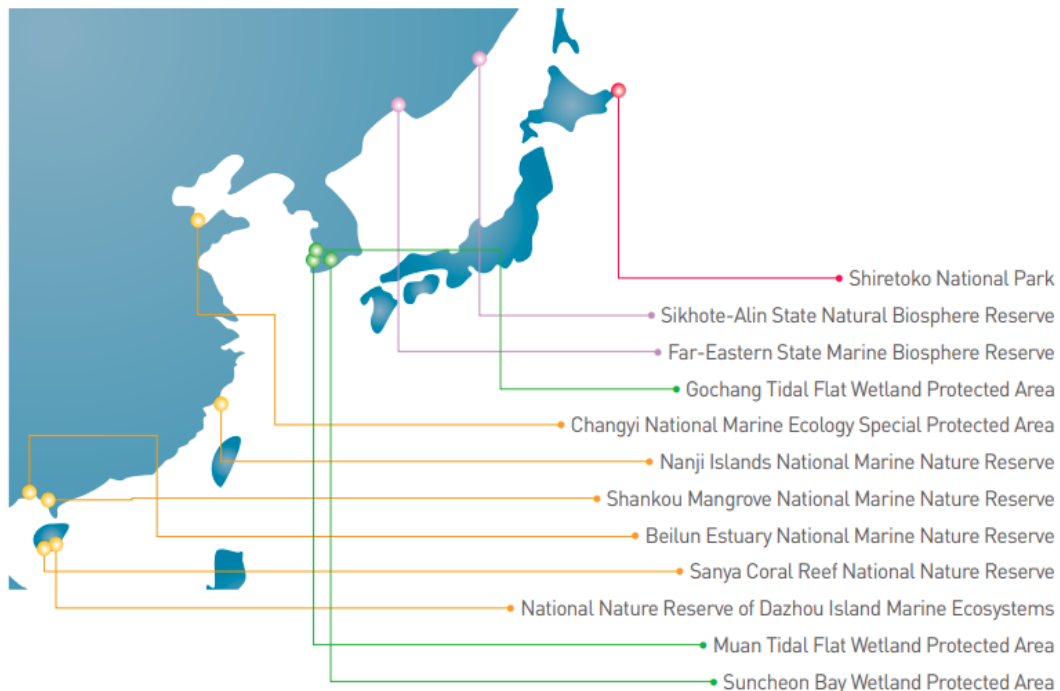 Shiretoko National Park
Sikhote-Alin State Natural Biosphere Reserve
Far-Eastern State Marine Biosphere Reserve
Gochang Tidal Flat Wetland Protected Area
Changyi National Marine Ecology Special Protected Area
Nanji Islands National Marine Nature Reserve
Shankou Mangrove National Marine Nature Reserve
Beilun Estuary National Marine Nature Reserve
Sanya Coral Reef National Nature Reserve
National Nature Reserve of Dazhou Island Marine Ecosystems
Muan Tidal Flat Wetland Protected Area
Suncheon Bay Wetland Protected Area